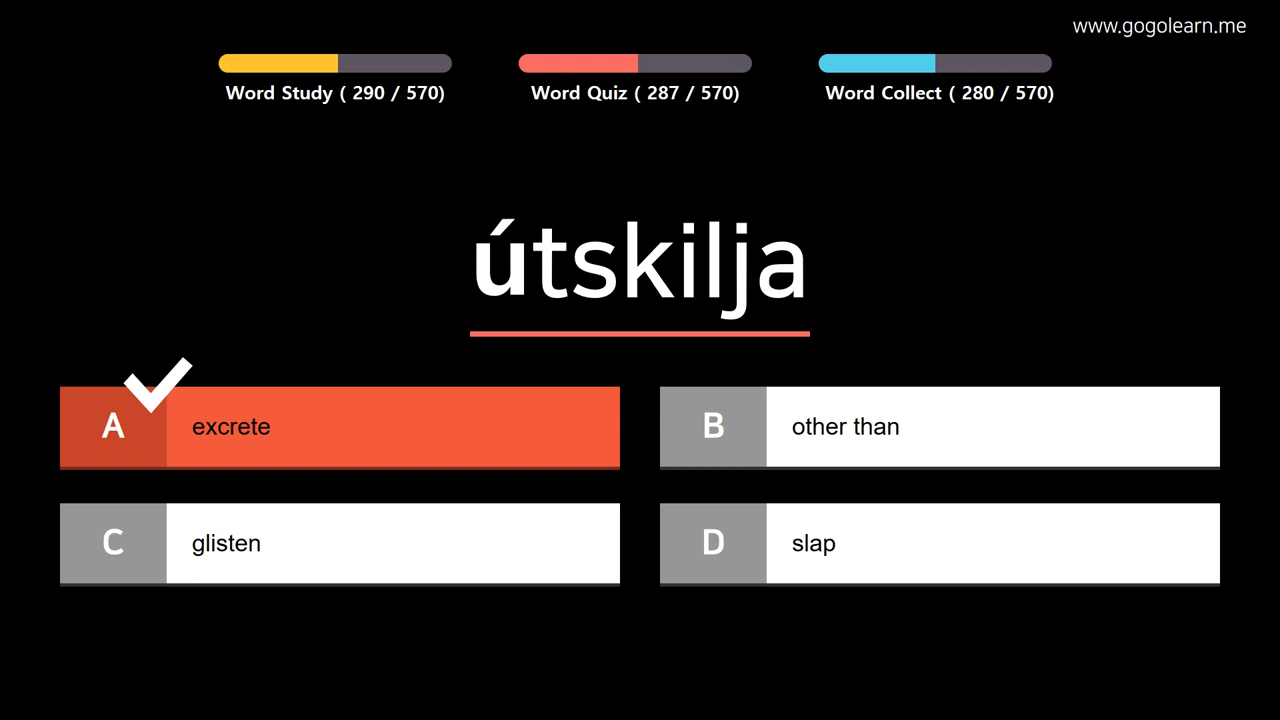 www.gogolearn.me
Word Study ( 290 / 570)
Word Quiz ( 287 / 570)
Word Collect ( 280 / 570)
útskilja
A excrete
B other than
C glisten
D slap